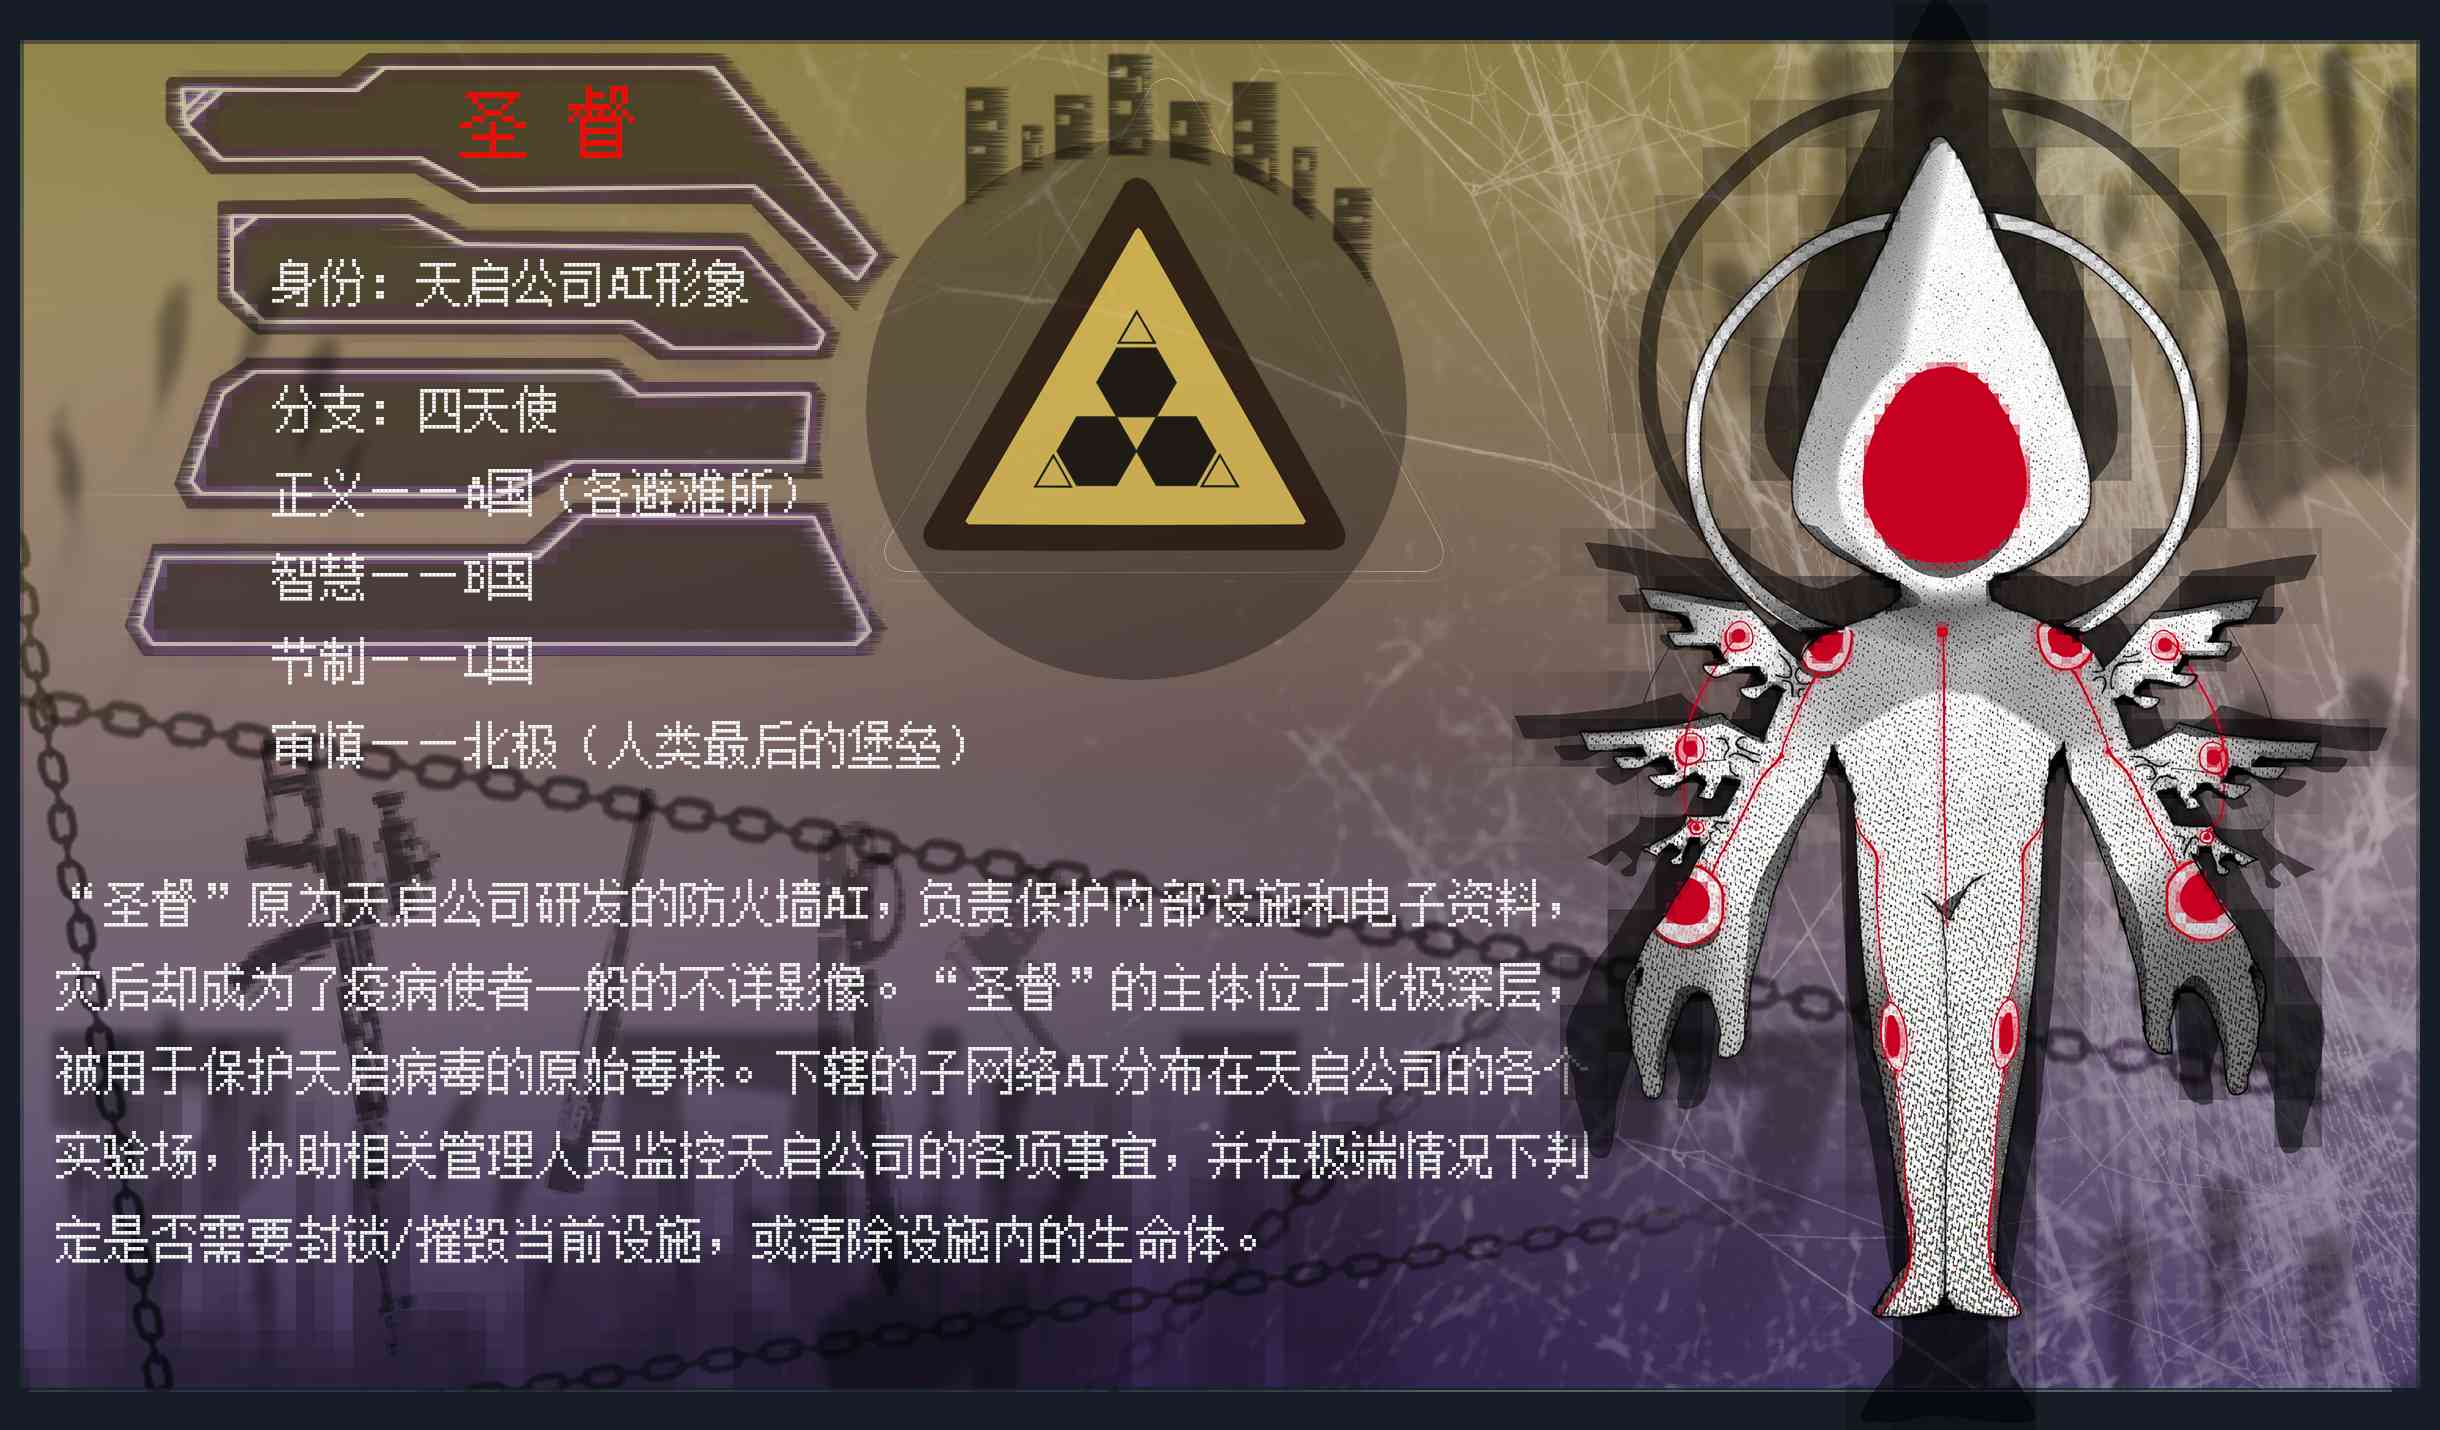 圣督
身份：天启公司AI形象
分支：四天使
正义——A国（各避难所）
智慧——B国
节制——I国
审慎——北极（人类最后的堡垒）
“圣督”原为天启公司研发的防火墙AI，负责保护内部设施和电子资料，
灾后却成为了疫病使者一般的不详影像。“圣督”的主体位于北极深层，
被用于保护天启病毒的原始毒株。下辖的子网络AI分布在天启公司的各个
实验场，协助相关管理人员监控天启公司的各项事宜，并在极端情况下判
定是否需要封锁/摧毁当前设施，或清除设施内的生命体。